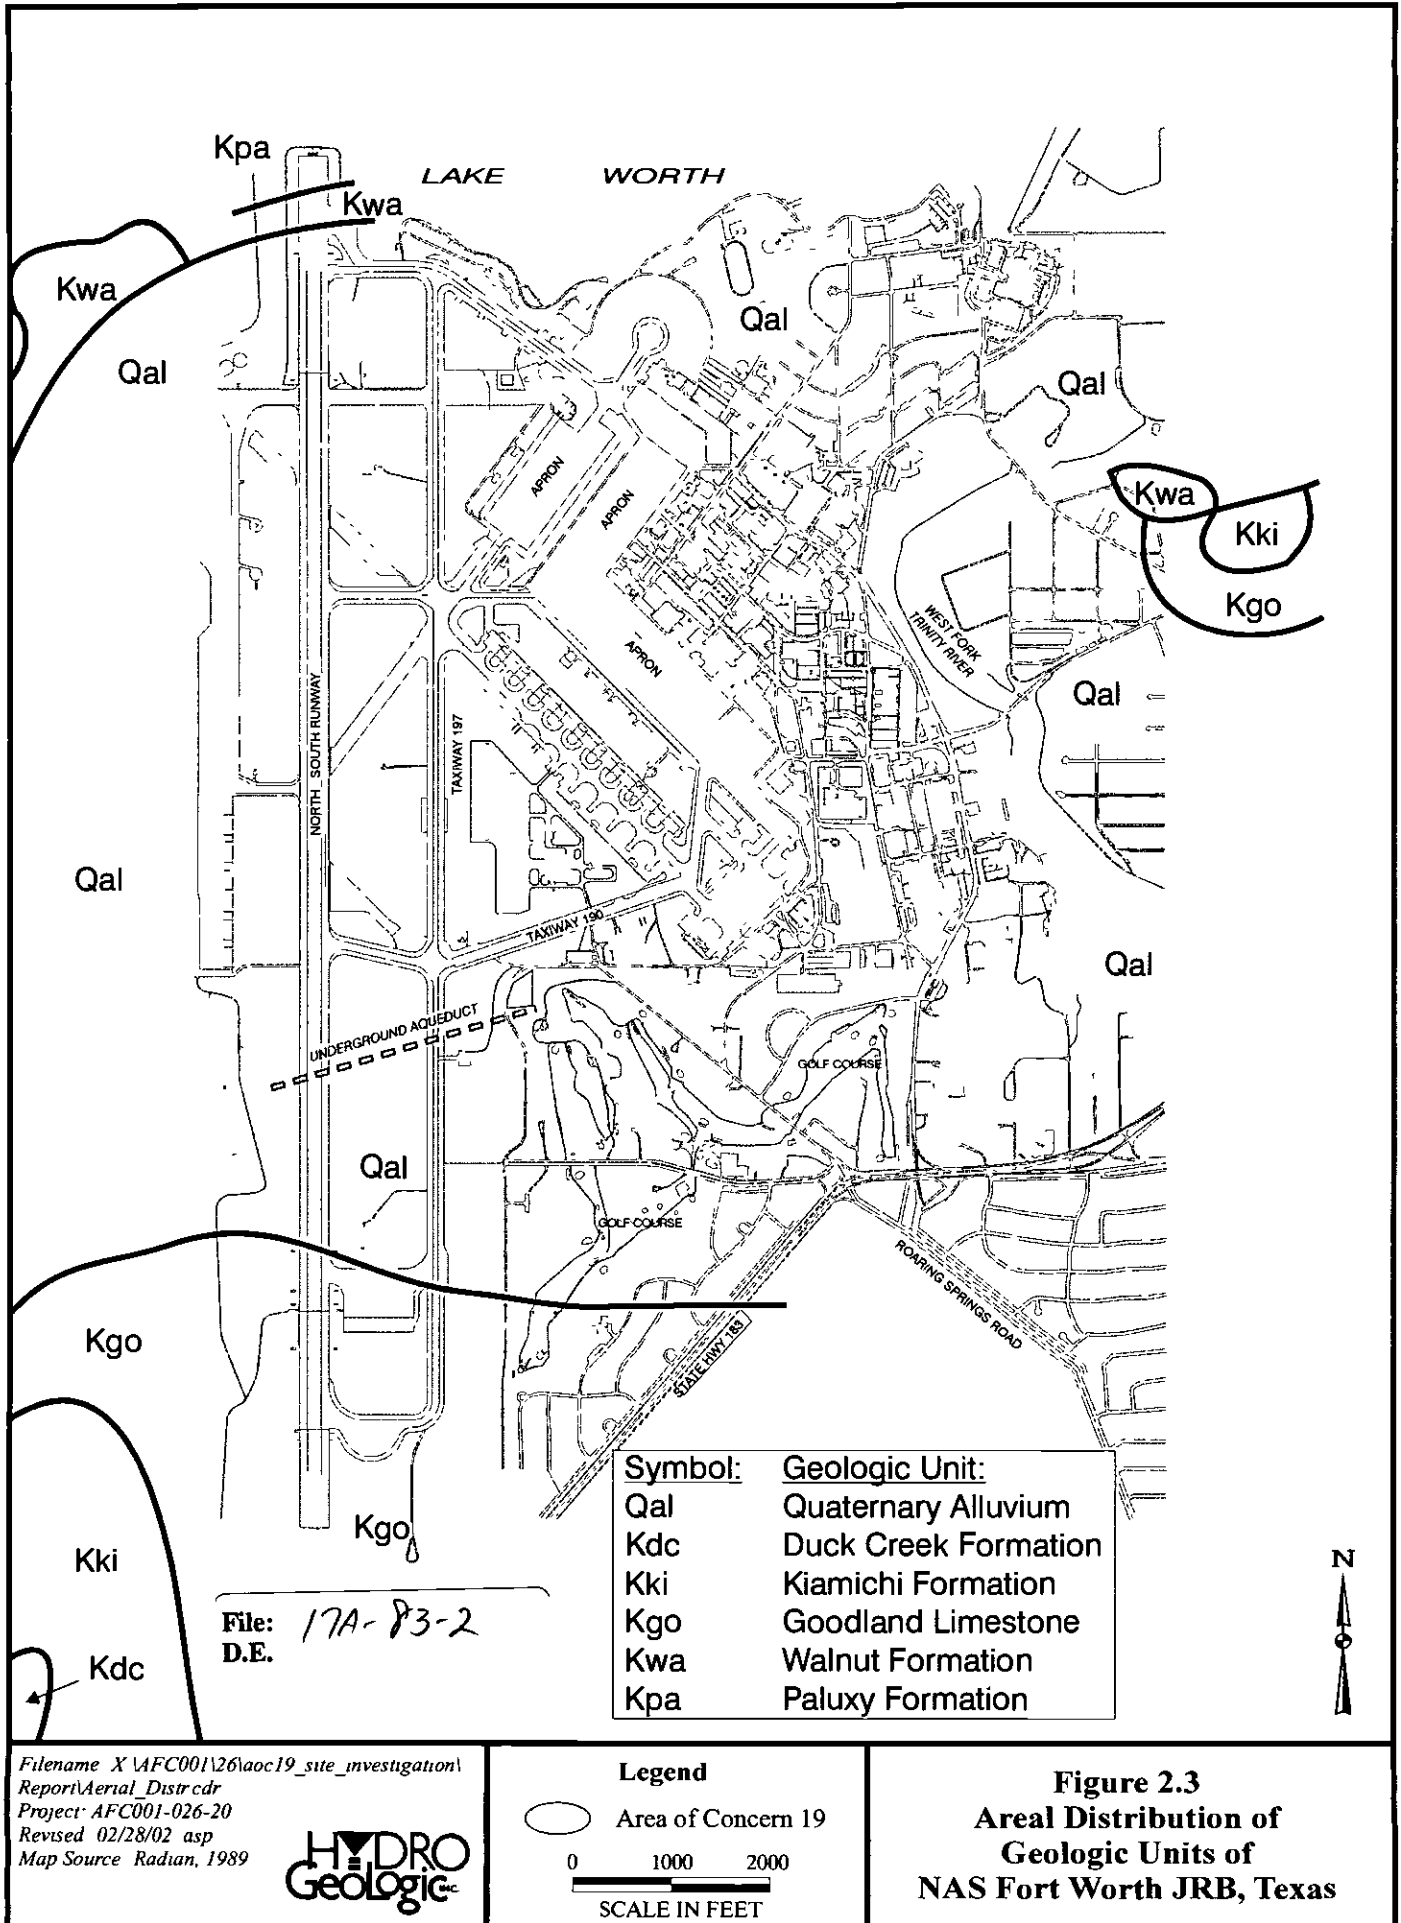 Kpa
LAKE WORTH
Kwa
Kwa
Qal
Qal
Qal
Kwa
Kki
Kgo
APRON
APRON
APRON
WEST FORK
TRINITY RIVER
Qal
NORTH_SOUTH RUNWAY
TAXIWAY 197
Qal
TAXIWAY 190
Qal
UNDERGROUND AQUEDUCT
GOLF COURSE
Qal
GOLF COURSE
ROARING SPRINGS ROAD
STATE HWY 183
Kgo
Kgo
Kki
Kdc
Symbol: Geologic Unit:
Qal Quaternary Alluvium
Kdc Duck Creek Formation
Kki Kiamichi Formation
Kgo Goodland Limestone
Kwa Walnut Formation
Kpa Paluxy Formation
N
File: 17A-83-2
D.E.
Filename X \AFC001\26\aoc19_site_investigation\
Report\Aerial_Distr cdr
Project: AFC001-026-20
Revised 02/28/02 asp
Map Source Radian, 1989
HYDRO
GeoLogic INC.
Legend
Area of Concern 19
0 1000 2000
SCALE IN FEET
Figure 2.3
Areal Distribution of
Geologic Units of
NAS Fort Worth JRB, Texas